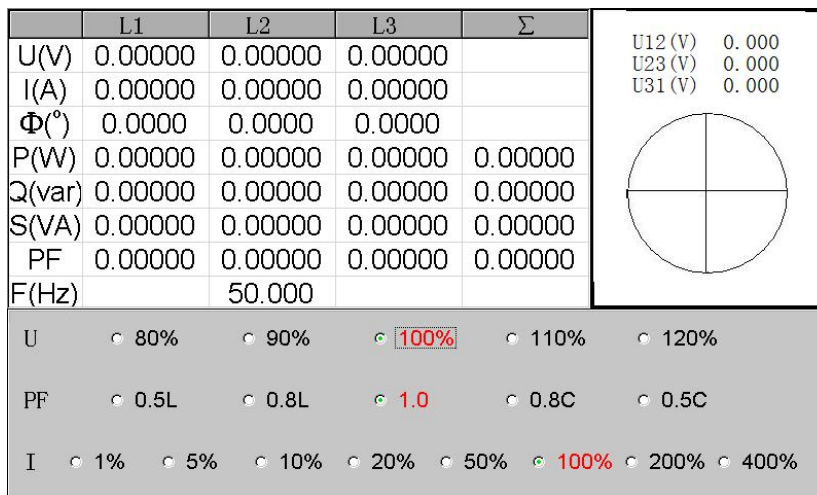 L1 L2 L3 Σ
U(V) 0.00000 0.00000 0.00000
I(A) 0.00000 0.00000 0.00000
Φ(°) 0.0000 0.0000 0.0000
P(W) 0.00000 0.00000 0.00000 0.00000
Q(var) 0.00000 0.00000 0.00000 0.00000
S(VA) 0.00000 0.00000 0.00000 0.00000
PF 0.00000 0.00000 0.00000 0.00000
F(Hz) 50.000
U12(V) 0.000
U23(V) 0.000
U31(V) 0.000
U 80% 90% 100% 110% 120%
PF 0.5L 0.8L 1.0 0.8C 0.5C
I 1% 5% 10% 20% 50% 100% 200% 400%